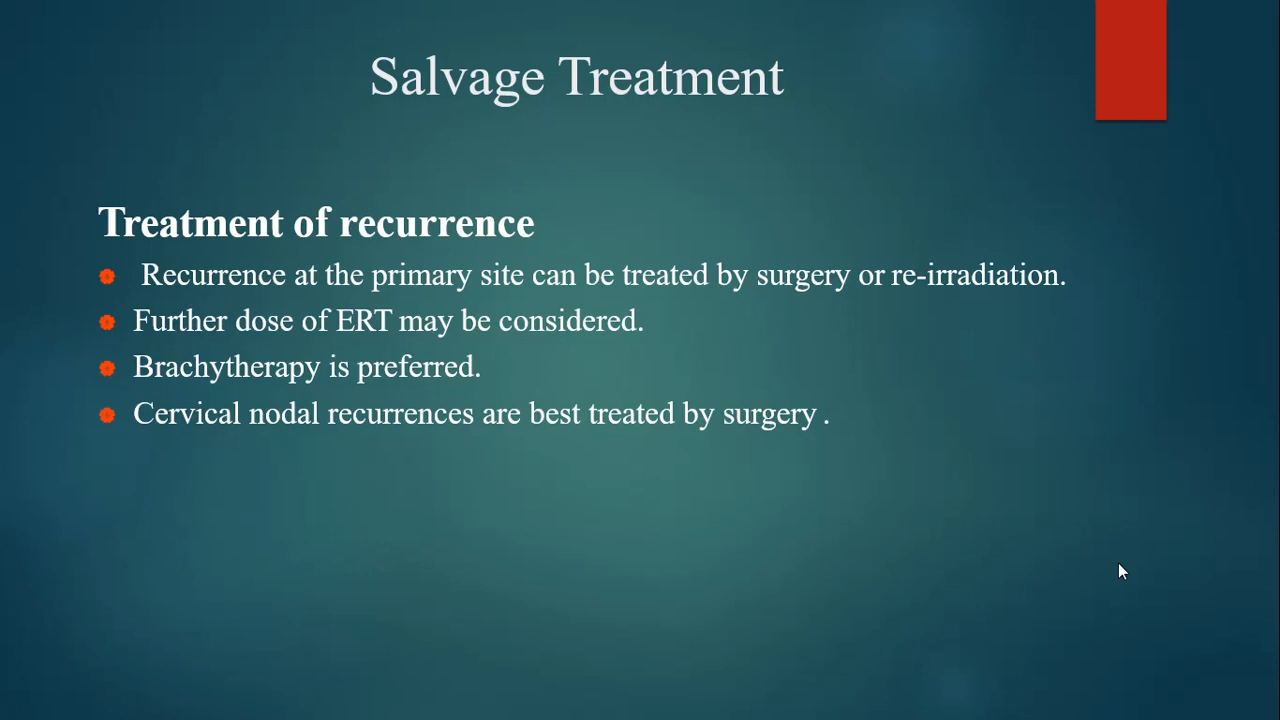 Salvage Treatment
Treatment of recurrence
Recurrence at the primary site can be treated by surgery or re-irradiation.
Further dose of ERT may be considered.
Brachytherapy is preferred.
Cervical nodal recurrences are best treated by surgery .